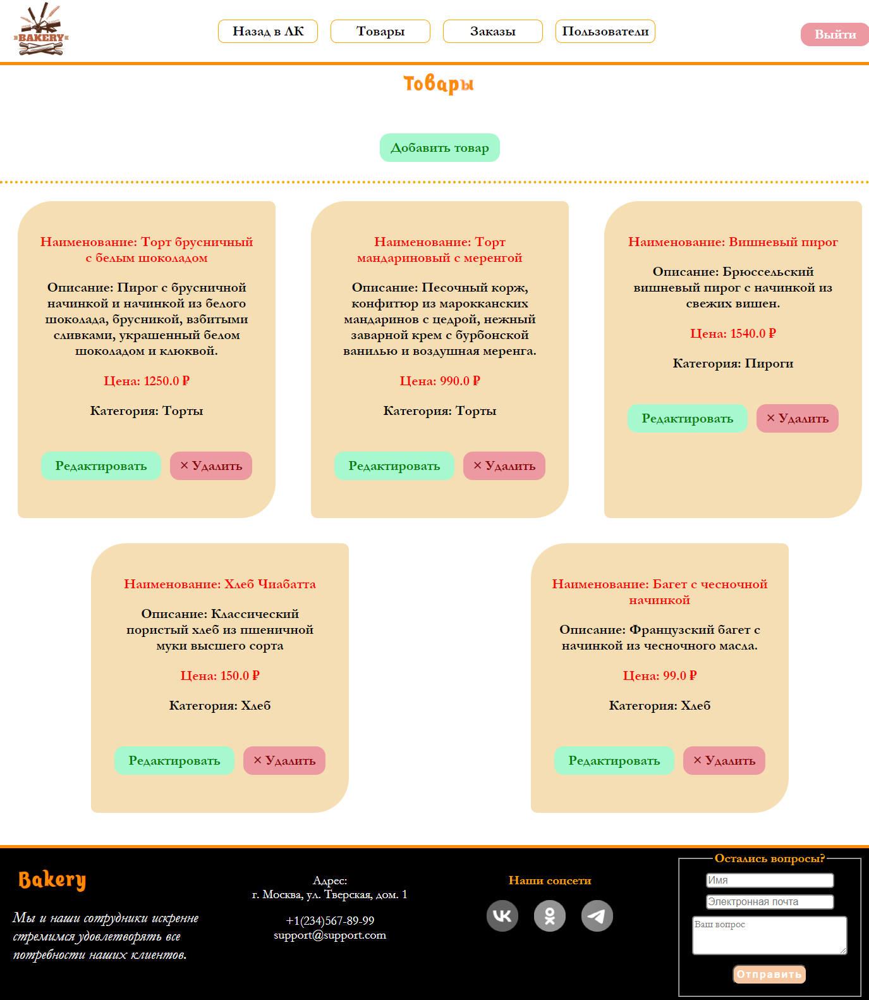 BAKERY
Назад в ЛК
Товары
Заказы
Пользователи
Выйти
Товары
Добавить товар
Наименование: Торт брусничный
с белым шоколадом
Описание: Пирог с брусничной
начинкой и начинкой из белого
шоколада, брусникой, взбитыми
сливками, украшенный белом
шоколадом и клюквой.
Цена: 1250.0 ₽
Категория: Торты
Редактировать
× Удалить
Наименование: Торт
мандариновый с меренгой
Описание: Песочный корж,
конфитюр из марокканских
мандаринов с цедрой, нежный
заварной крем с бурбонской
ванилью и воздушная меренга.
Цена: 990.0 ₽
Категория: Торты
Редактировать
× Удалить
Наименование: Вишневый пирог
Описание: Брюссельский
вишневый пирог с начинкой из
свежих вишен.
Цена: 1540.0 ₽
Категория: Пироги
Редактировать
× Удалить
Наименование: Хлеб Чиабатта
Описание: Классический
пористый хлеб из пшеничной
муки высшего сорта
Цена: 150.0 ₽
Категория: Хлеб
Редактировать
× Удалить
Наименование: Багет с чесночной
начинкой
Описание: Французский багет с
начинкой из чесночного масла.
Цена: 99.0 ₽
Категория: Хлеб
Редактировать
× Удалить
Bakery
Мы и наши сотрудники искренне
стремимся удовлетворять все
потребности наших клиентов.
Адрес:
г. Москва, ул. Тверская, дом. 1
+1(234)567-89-99
support@support.com
Наши соцсети
Остались вопросы?
Имя
Электронная почта
Ваш вопрос
Отправить